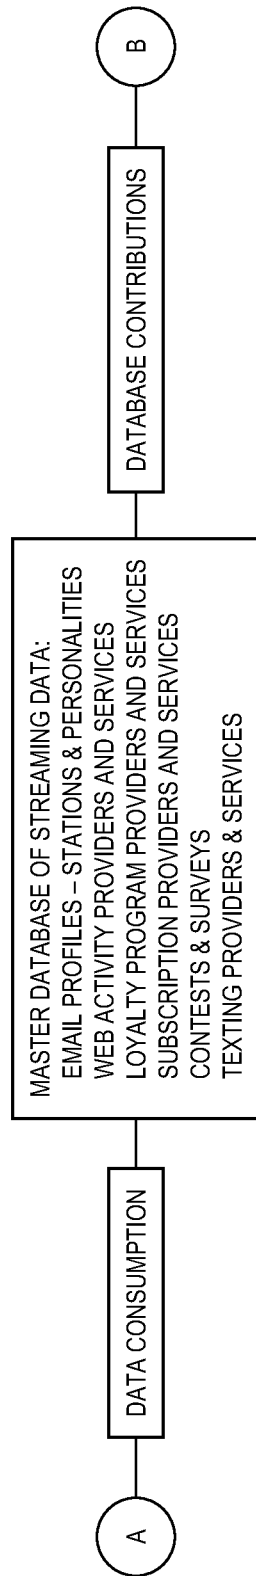 A
DATA CONSUMPTION
MASTER DATABASE OF STREAMING DATA:
EMAIL PROFILES – STATIONS & PERSONALITIES
WEB ACTIVITY PROVIDERS AND SERVICES
LOYALTY PROGRAM PROVIDERS AND SERVICES
SUBSCRIPTION PROVIDERS AND SERVICES
CONTESTS & SURVEYS
TEXTING PROVIDERS & SERVICES
DATABASE CONTRIBUTIONS
B